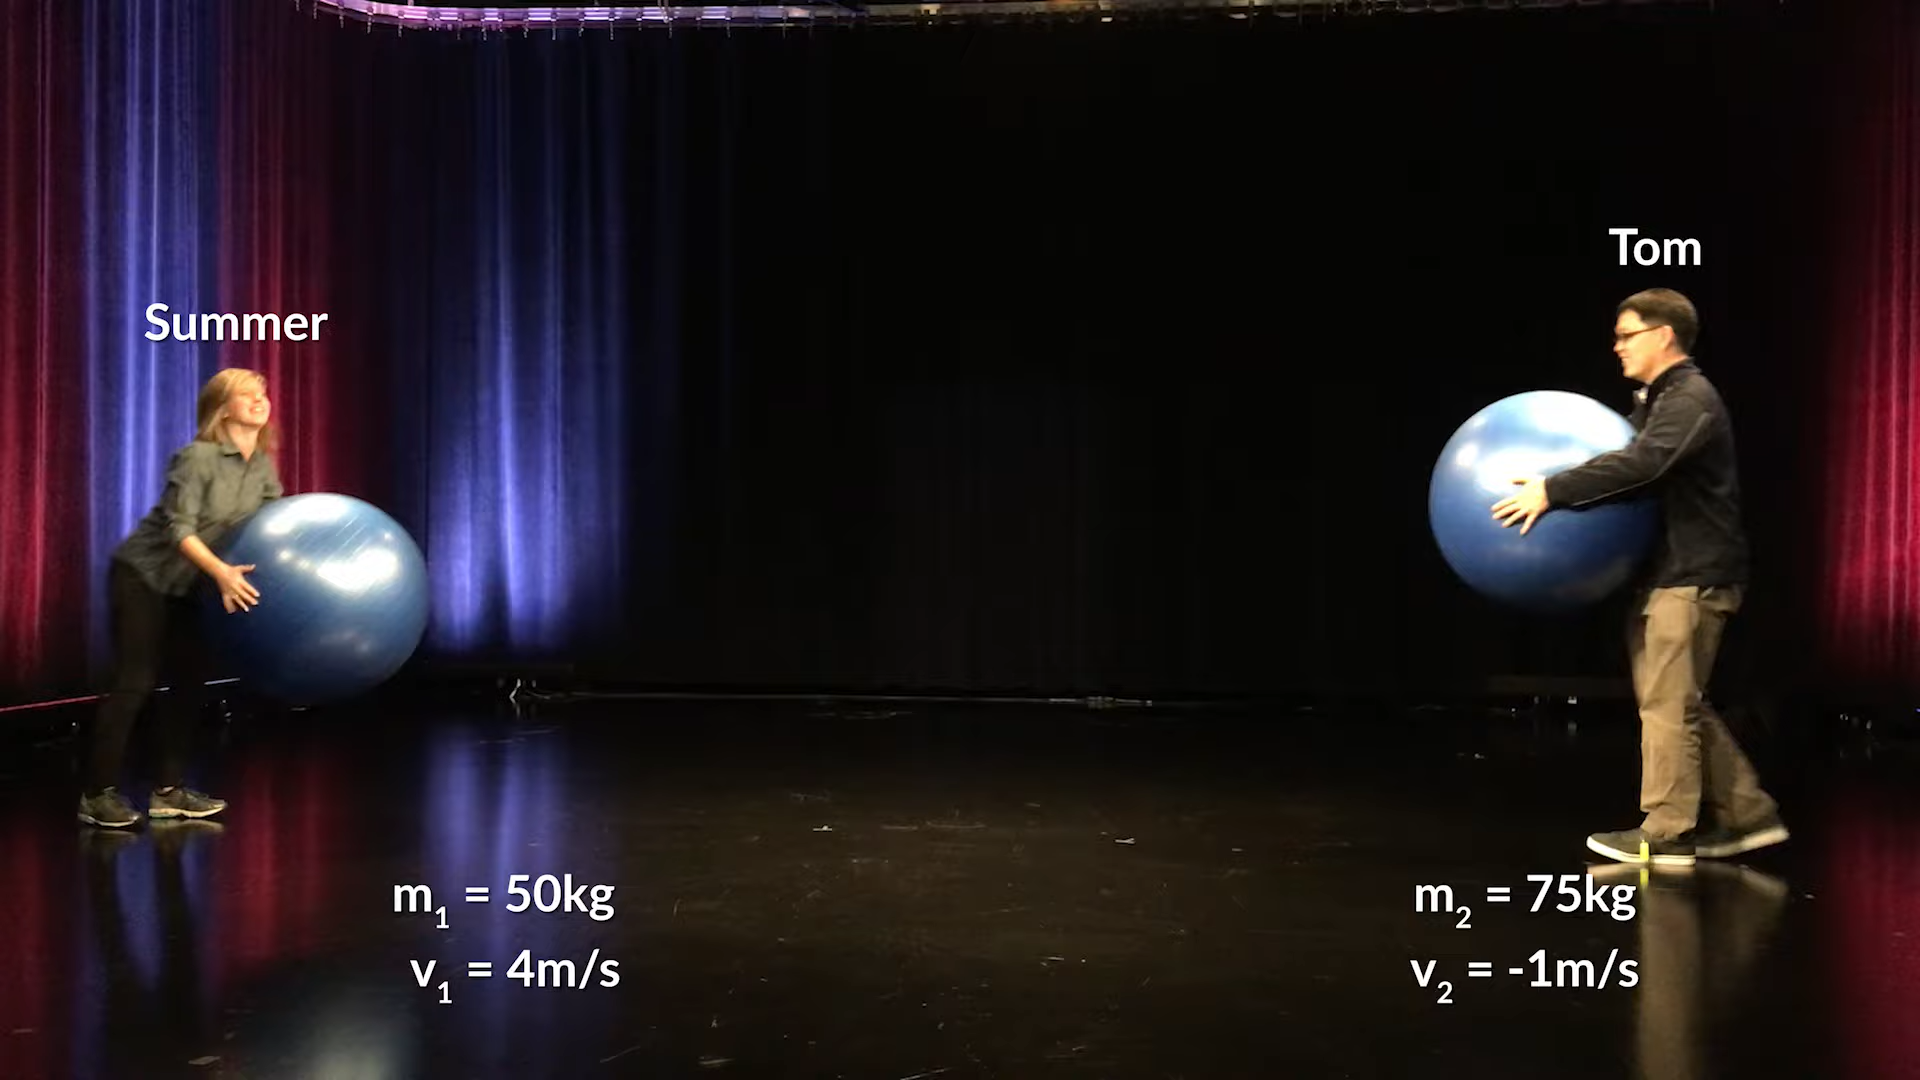 Summer
Tom
m₁ = 50kg
v₁ = 4m/s
m₂ = 75kg
v₂ = -1m/s